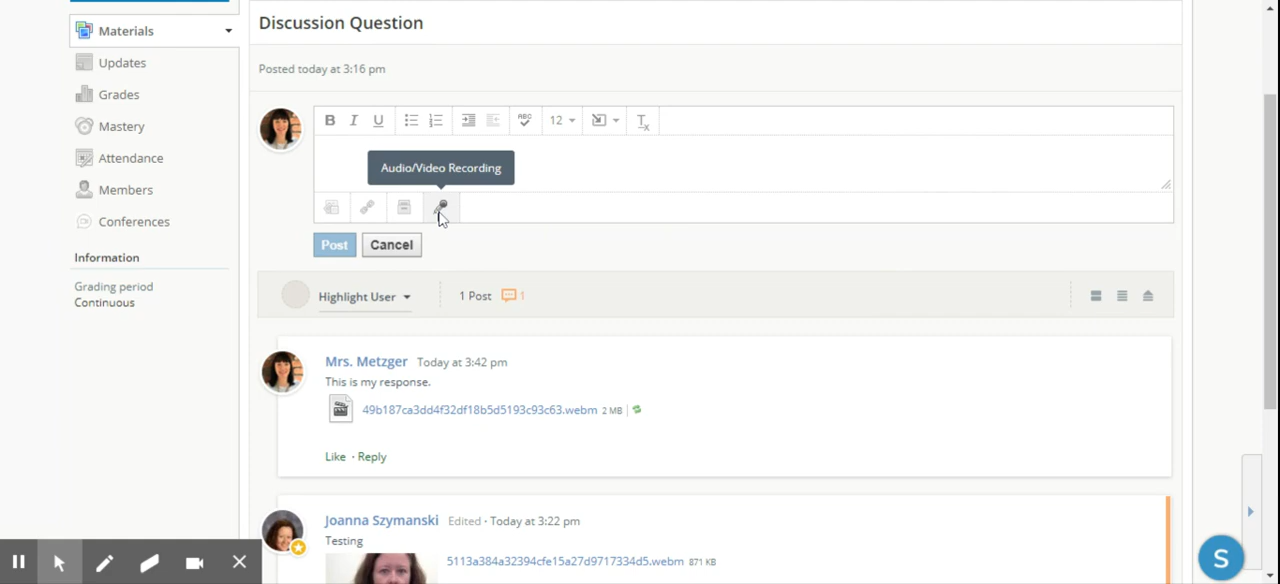 Materials
Updates
Grades
Mastery
Attendance
Members
Conferences
Information
Grading period
Continuous
Discussion Question
Posted today at 3:16 pm
B I U ABC 12 Tx
Audio/Video Recording
Post Cancel
Highlight User 1 Post 1
Mrs. Metzger Today at 3:42 pm
This is my response.
49b187ca3dd4f32df18b5d5193c93c63.webm 2 MB
Like · Reply
Joanna Szymanski Edited · Today at 3:22 pm
Testing
5113a384a32394cfe15a27d9717334d5.webm 871 KB
S